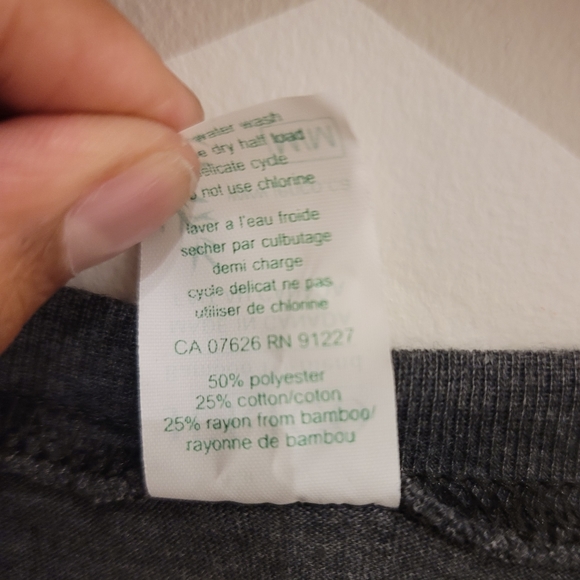 water wash
dry half load
delicate cycle
not use chlorine
laver a l'eau froide
secher par culbutage
demi charge
cycle delicat ne pas
utiliser de chlorine
CA 07626 RN 91227
50% polyester
25% cotton/coton
25% rayon from bamboo/
rayonne de bambou